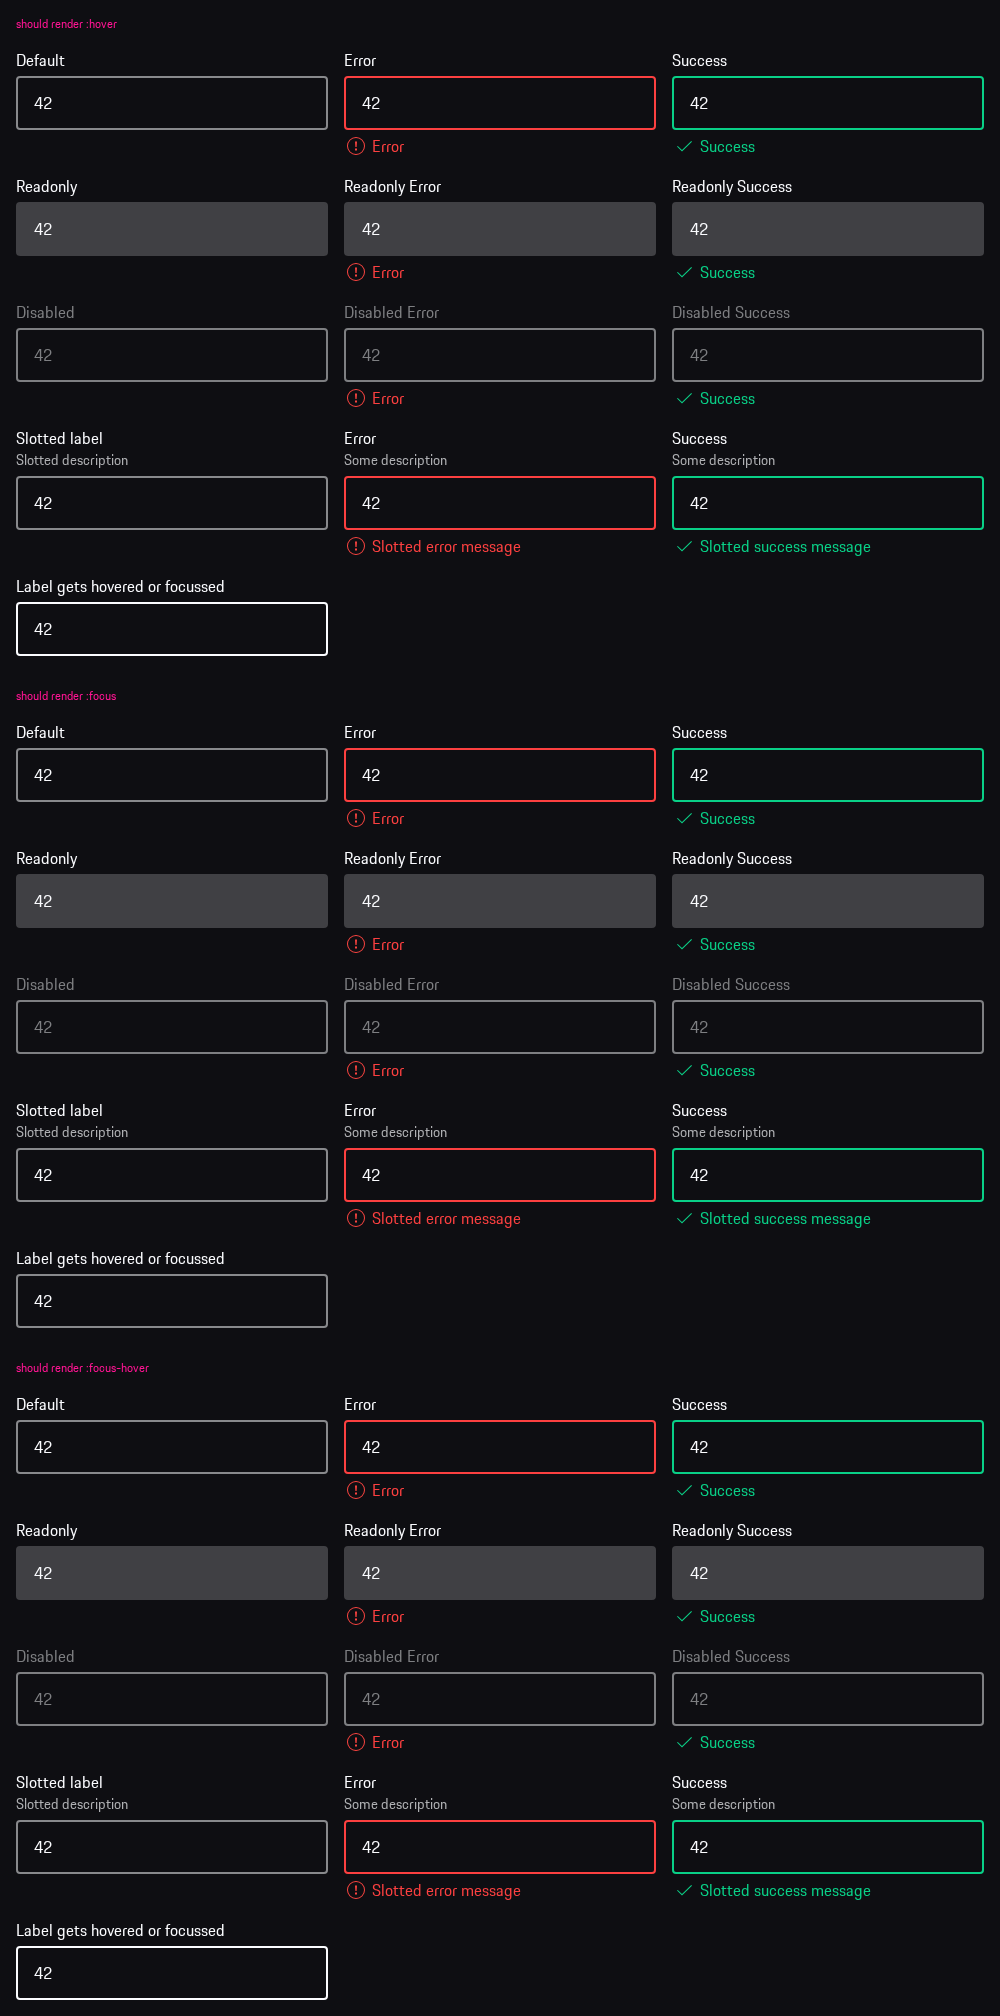 should render :hover
Default Error Success
42 42 42
Error Success
Readonly Readonly Error Readonly Success
42 42 42
Error Success
Disabled Disabled Error Disabled Success
42 42 42
Error Success
Slotted label Error Success
Slotted description Some description Some description
42 42 42
Slotted error message Slotted success message
Label gets hovered or focussed
42
should render :focus
Default Error Success
42 42 42
Error Success
Readonly Readonly Error Readonly Success
42 42 42
Error Success
Disabled Disabled Error Disabled Success
42 42 42
Error Success
Slotted label Error Success
Slotted description Some description Some description
42 42 42
Slotted error message Slotted success message
Label gets hovered or focussed
42
should render :focus-hover
Default Error Success
42 42 42
Error Success
Readonly Readonly Error Readonly Success
42 42 42
Error Success
Disabled Disabled Error Disabled Success
42 42 42
Error Success
Slotted label Error Success
Slotted description Some description Some description
42 42 42
Slotted error message Slotted success message
Label gets hovered or focussed
42